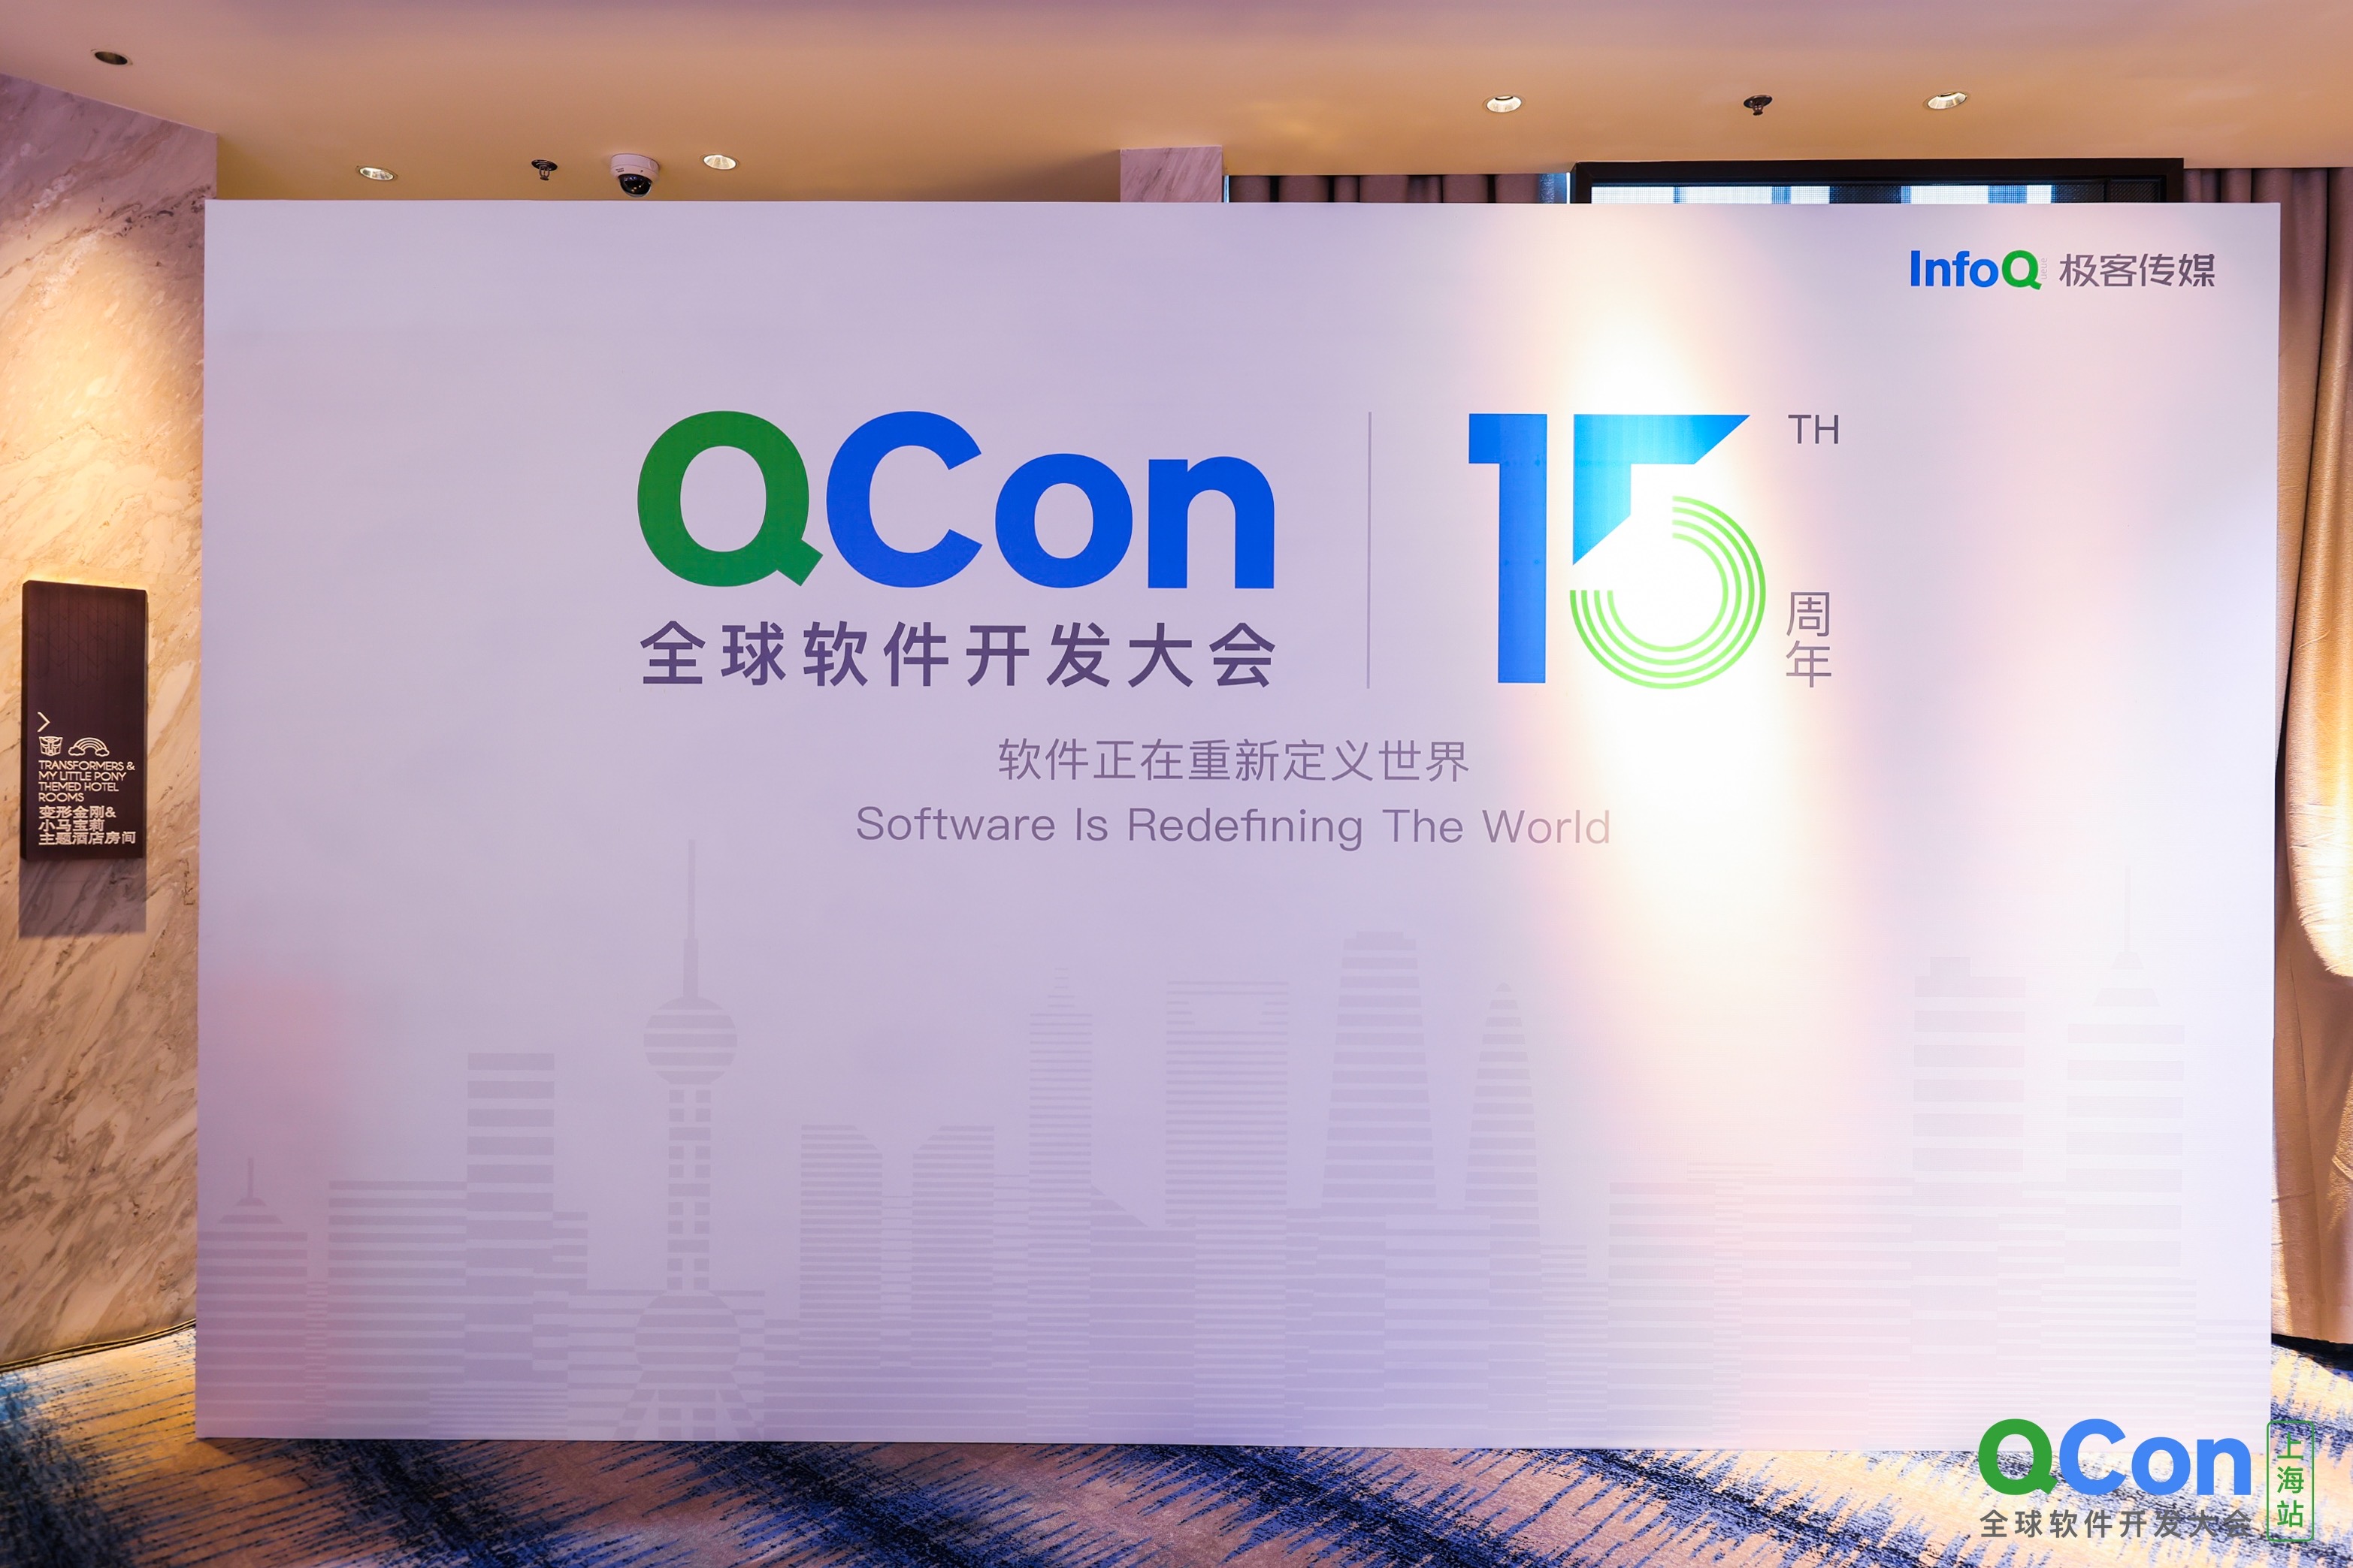 InfoQ 极客传媒
QCon
全球软件开发大会
15 TH
周年
软件正在重新定义世界
Software Is Redefining The World
TRANSFORMERS &
MY LITTLE PONY
THEMED HOTEL
ROOMS
变形金刚&
小马宝莉
主题酒店房间
QCon
全球软件开发大会
上海站